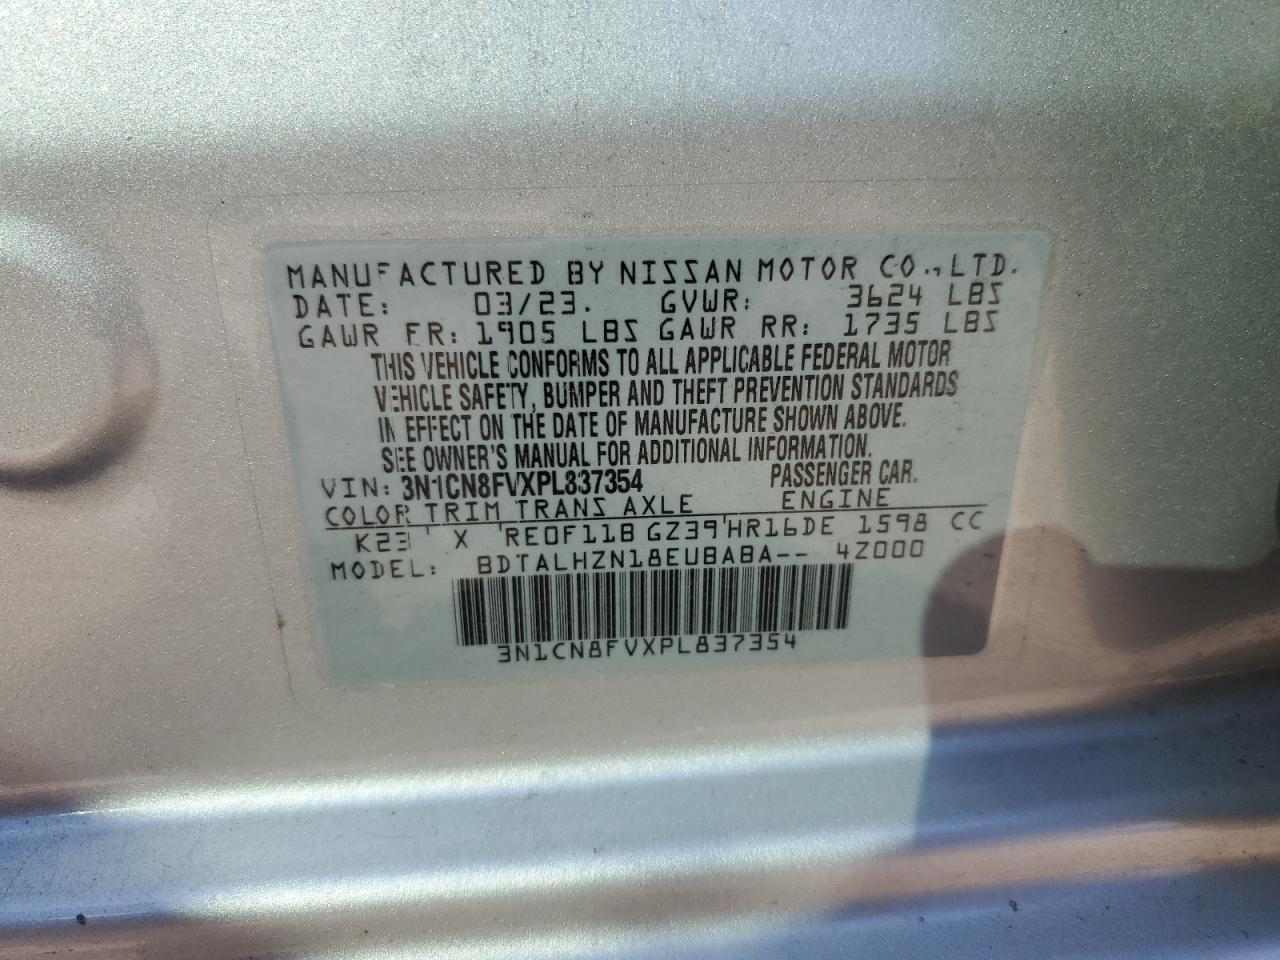 MANUFACTURED BY NISSAN MOTOR CO., LTD.
DATE: 03/23. GVWR: 3624 LBS
GAWR FR: 1905 LBS GAWR RR: 1735 LBS
THIS VEHICLE CONFORMS TO ALL APPLICABLE FEDERAL MOTOR
VEHICLE SAFETY, BUMPER AND THEFT PREVENTION STANDARDS
IN EFFECT ON THE DATE OF MANUFACTURE SHOWN ABOVE.
SEE OWNER'S MANUAL FOR ADDITIONAL INFORMATION.
VIN: 3N1CN8FVXPL837354 PASSENGER CAR.
COLOR TRIM TRANS AXLE ENGINE
K23 X RE0F11B GZ39 HR16DE 1598 CC
MODEL: BDTALHZN18EUBABA-- 4Z000
3N1CN8FVXPL837354